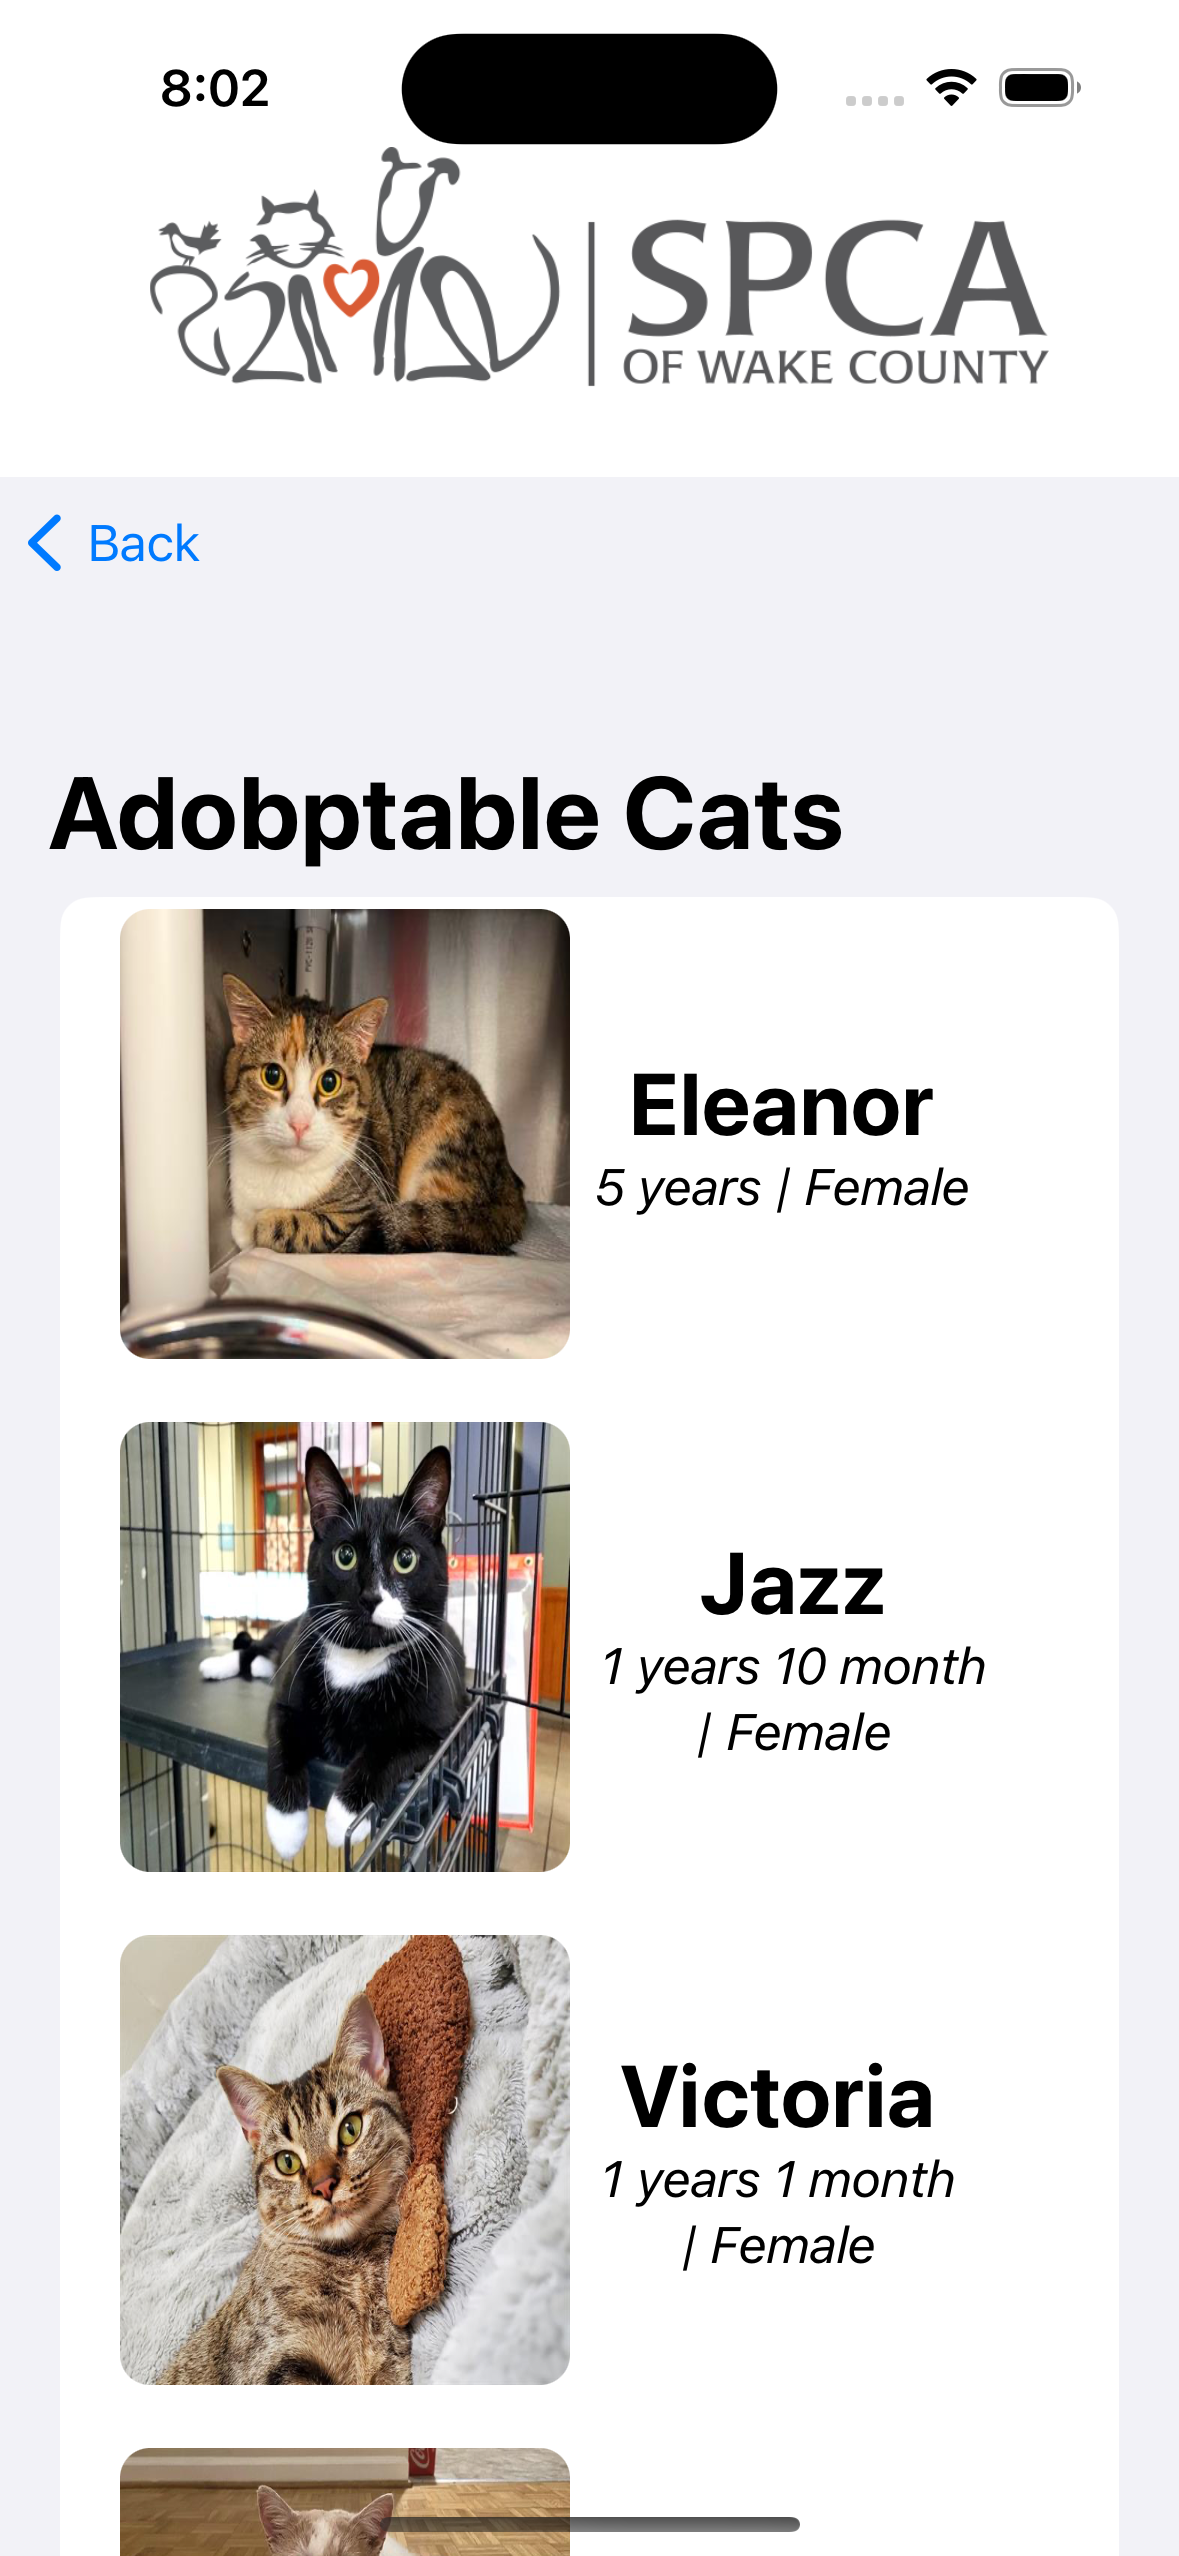 8:02
SPCA
OF WAKE COUNTY
Back
Adobptable Cats
Eleanor
5 years | Female
Jazz
1 years 10 month
| Female
Victoria
1 years 1 month
| Female